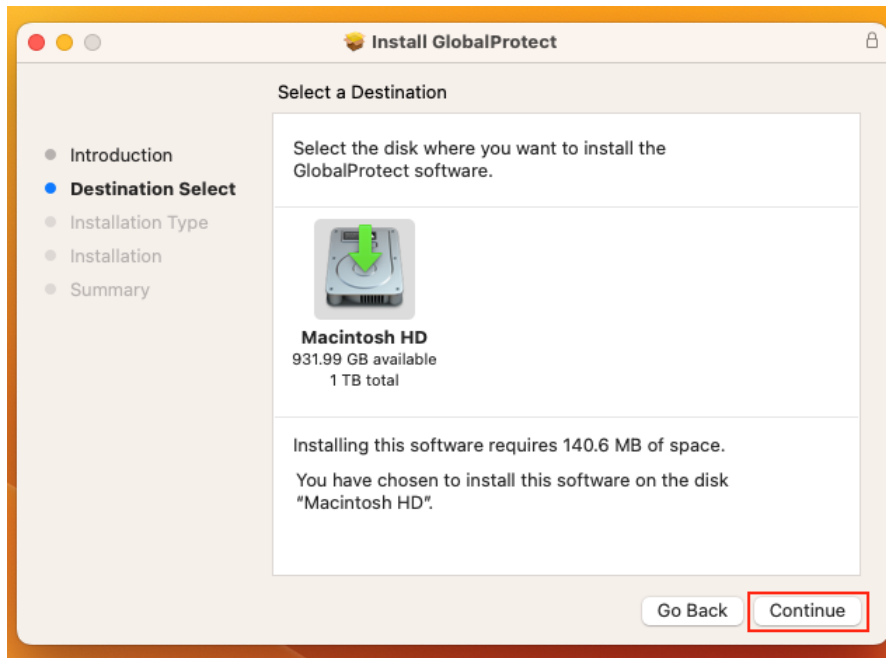 Install GlobalProtect
Select a Destination
Introduction
Destination Select
Installation Type
Installation
Summary
Select the disk where you want to install the
GlobalProtect software.
Macintosh HD
931.99 GB available
1 TB total
Installing this software requires 140.6 MB of space.
You have chosen to install this software on the disk
“Macintosh HD”.
Go Back
Continue